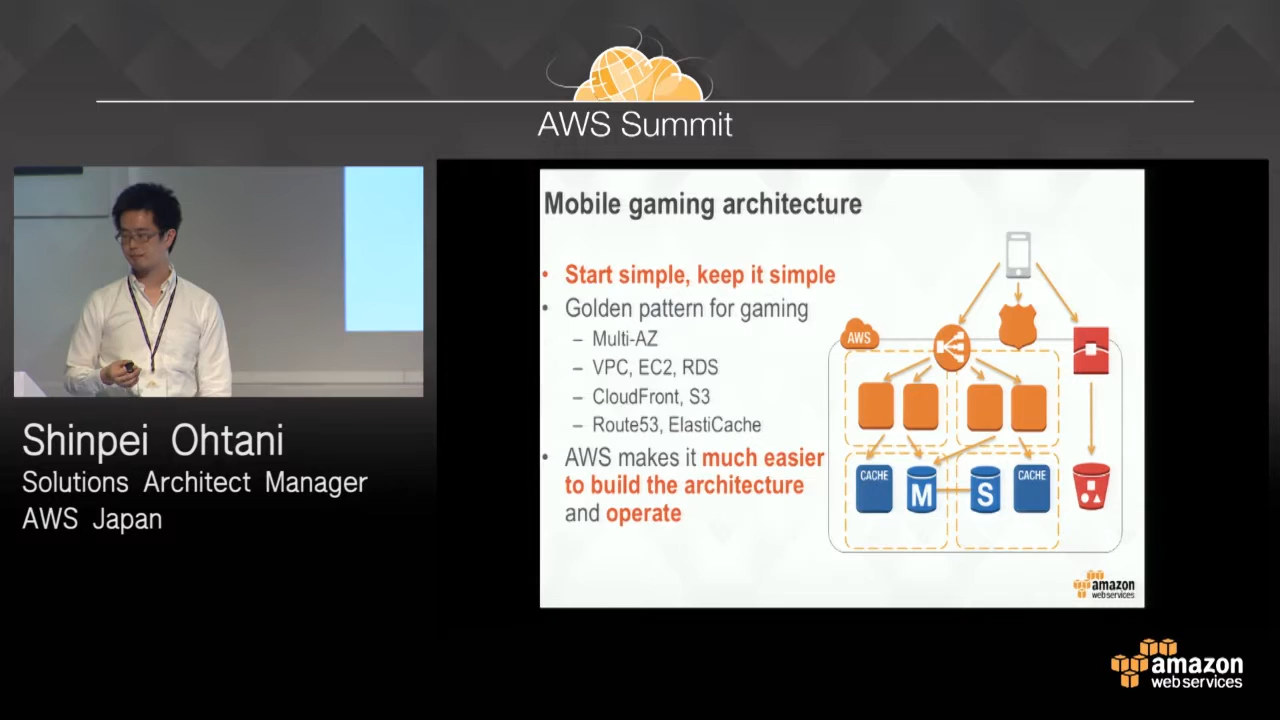 AWS Summit
Shinpei Ohtani
Solutions Architect Manager
AWS Japan
Mobile gaming architecture
• Start simple, keep it simple
• Golden pattern for gaming
– Multi-AZ
– VPC, EC2, RDS
– CloudFront, S3
– Route53, ElastiCache
• AWS makes it much easier
to build the architecture
and operate
AWS
CACHE
M
S
CACHE
amazon
web services
amazon
web services